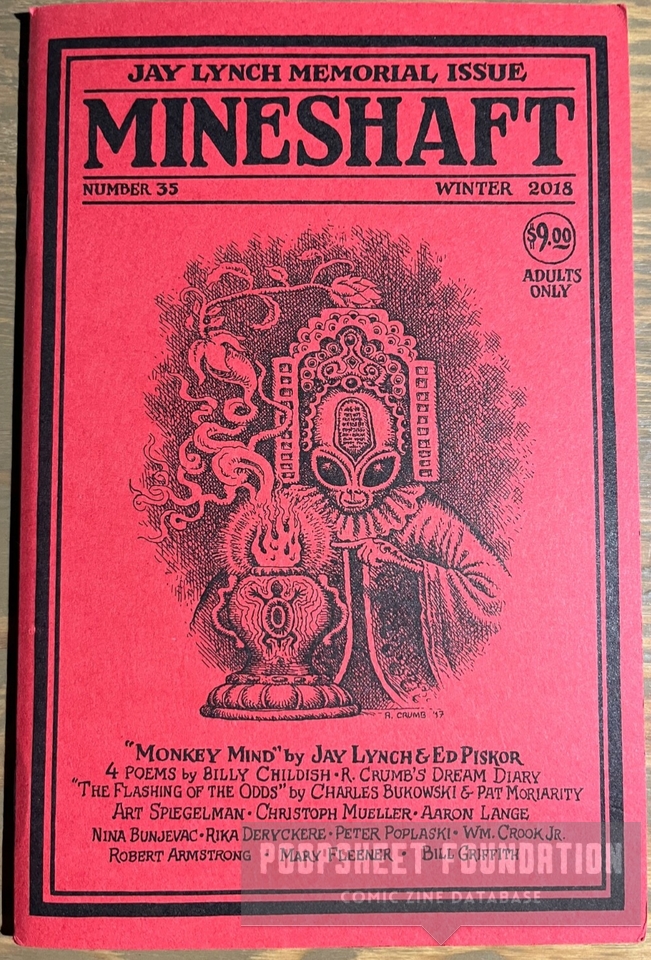 JAY LYNCH MEMORIAL ISSUE
MINESHAFT
NUMBER 35 WINTER 2018
$9.00
ADULTS
ONLY
R. CRUMB '17
"MONKEY MIND" by JAY LYNCH & ED PISKOR
4 POEMS by BILLY CHILDISH • R. CRUMB'S DREAM DIARY
"THE FLASHING OF THE ODDS" by CHARLES BUKOWSKI & PAT MORIARITY
ART SPIEGELMAN • CHRISTOPH MUELLER • AARON LANGE
NINA BUNJEVAC • RIKA DERYCKERE • PETER POPLASKI • WM. CROOK JR.
ROBERT ARMSTRONG • MARY FLEENER • BILL GRIFFITH
POOPSHEET FOUNDATION
COMIC ZINE DATABASE